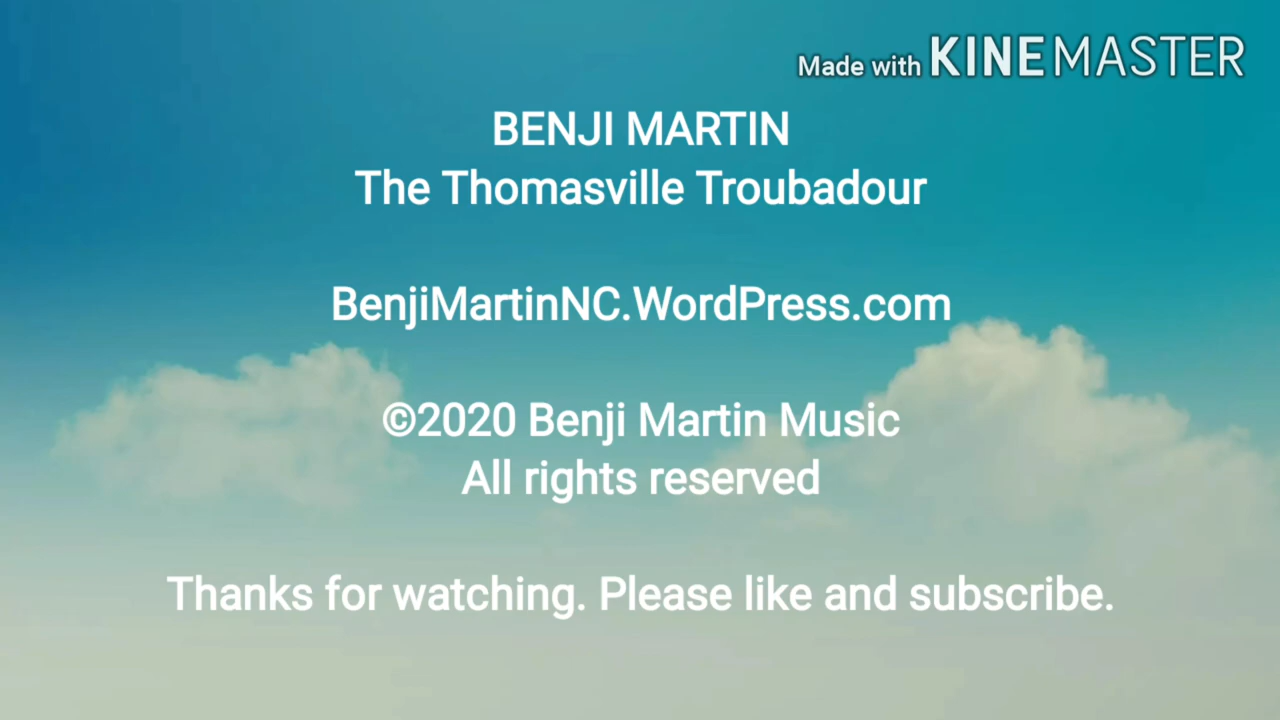 Made with KINEMASTER
BENJI MARTIN
The Thomasville Troubadour
BenjiMartinNC.WordPress.com
©2020 Benji Martin Music
All rights reserved
Thanks for watching. Please like and subscribe.